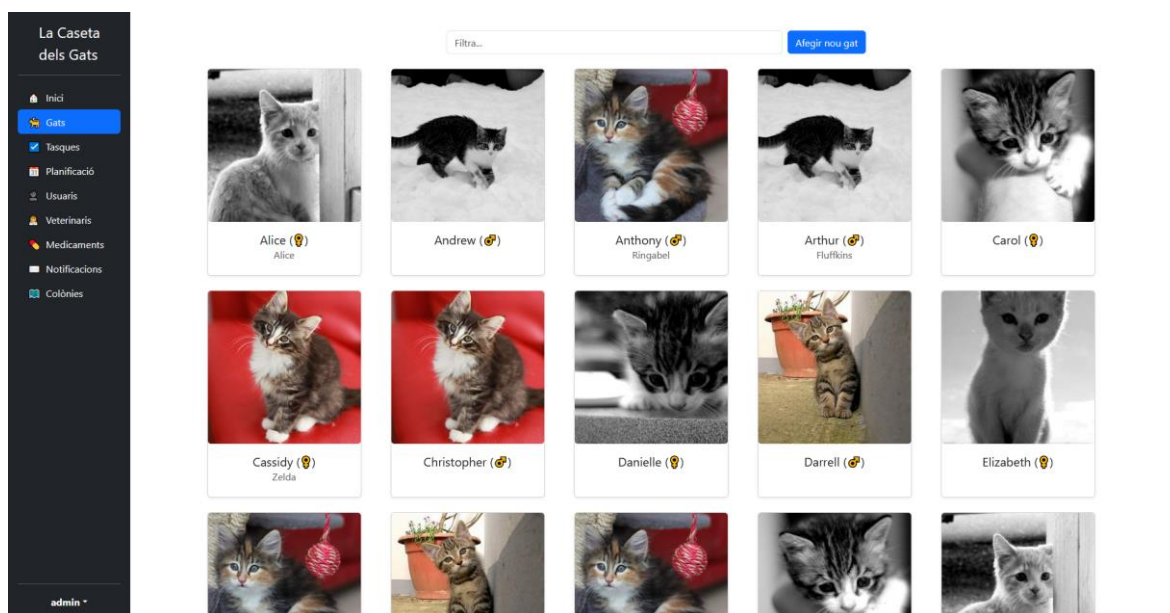 La Caseta
dels Gats
Inici
Gats
Tasques
Planificació
Usuaris
Veterinaris
Medicaments
Notificacions
Colònies
admin
Filtra...
Afegir nou gat
Alice (♀)
Alice
Andrew (♂)
Anthony (♂)
Ringabel
Arthur (♂)
Fluffkins
Carol (♀)
Cassidy (♀)
Zelda
Christopher (♂)
Danielle (♀)
Darrell (♂)
Elizabeth (♀)